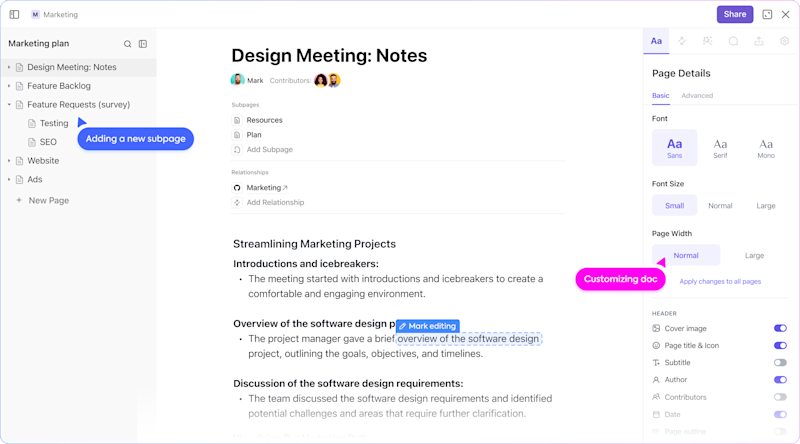 M Marketing
Share
Marketing plan
Design Meeting: Notes
Feature Backlog
Feature Requests (survey)
Testing
SEO
Website
Ads
+ New Page
Adding a new subpage
Design Meeting: Notes
Mark Contributors:
Subpages
Resources
Plan
Add Subpage
Relationships
Marketing
Add Relationship
Streamlining Marketing Projects
Introductions and icebreakers:
• The meeting started with introductions and icebreakers to create a
comfortable and engaging environment.
Overview of the software design p
Mark editing
• The project manager gave a brief overview of the software design
project, outlining the goals, objectives, and timelines.
Discussion of the software design requirements:
• The team discussed the software design requirements and identified
potential challenges and areas that require further clarification.
Aa
Page Details
Basic Advanced
Font
Aa Aa Aa
Sans Serif Mono
Font Size
Small Normal Large
Page Width
Normal Large
Customizing doc
Apply changes to all pages
HEADER
Cover image
Page title & Icon
Subtitle
Author
Contributors
Date
Page outline